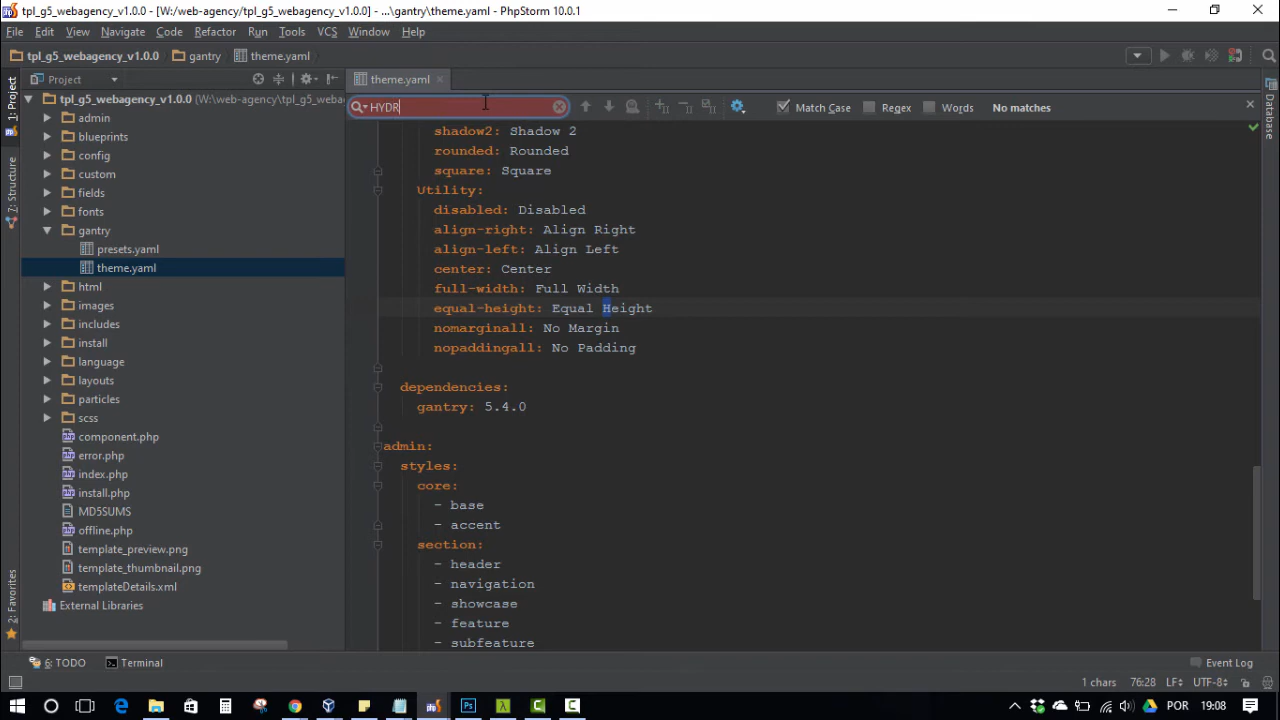 tpl_g5_webagency_v1.0.0 - [W:/web-agency/tpl_g5_webagency_v1.0.0] - ...\gantry\theme.yaml - PhpStorm 10.0.1
File Edit View Navigate Code Refactor Run Tools VCS Window Help
tpl_g5_webagency_v1.0.0 gantry theme.yaml
Project
theme.yaml
1: Project
7: Structure
2: Favorites
Database
tpl_g5_webagency_v1.0.0 (W:\web-agency\tpl_g5_weba
admin
blueprints
config
custom
fields
fonts
gantry
presets.yaml
theme.yaml
html
images
includes
install
language
layouts
particles
scss
component.php
error.php
index.php
install.php
MD5SUMS
offline.php
template_preview.png
template_thumbnail.png
templateDetails.xml
External Libraries
HYDR
Match Case Regex Words No matches
shadow2: Shadow 2
rounded: Rounded
square: Square
Utility:
disabled: Disabled
align-right: Align Right
align-left: Align Left
center: Center
full-width: Full Width
equal-height: Equal Height
nomarginall: No Margin
nopaddingall: No Padding
dependencies:
gantry: 5.4.0
admin:
styles:
core:
- base
- accent
section:
- header
- navigation
- showcase
- feature
- subfeature
6: TODO Terminal Event Log
1 chars 76:28 LF UTF-8
POR 19:08